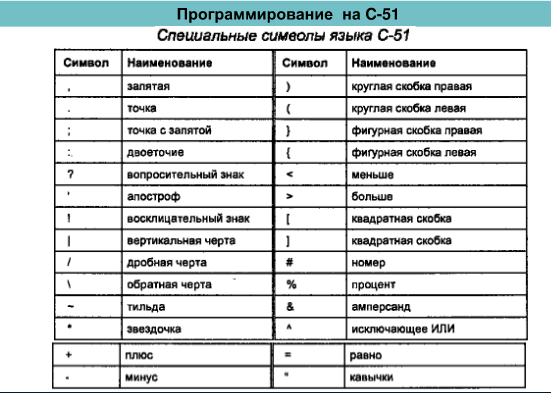 Программирование на С-51
Специальные символы языка С-51
Символ Наименование Символ Наименование
, запятая ) круглая скобка правая
. точка ( круглая скобка левая
; точка с запятой } фигурная скобка правая
: двоеточие { фигурная скобка левая
? вопросительный знак < меньше
' апостроф > больше
! восклицательный знак [ квадратная скобка
| вертикальная черта ] квадратная скобка
/ дробная черта # номер
\ обратная черта % процент
~ тильда & амперсанд
* звездочка ^ исключающее ИЛИ
+ плюс = равно
- минус " кавычки